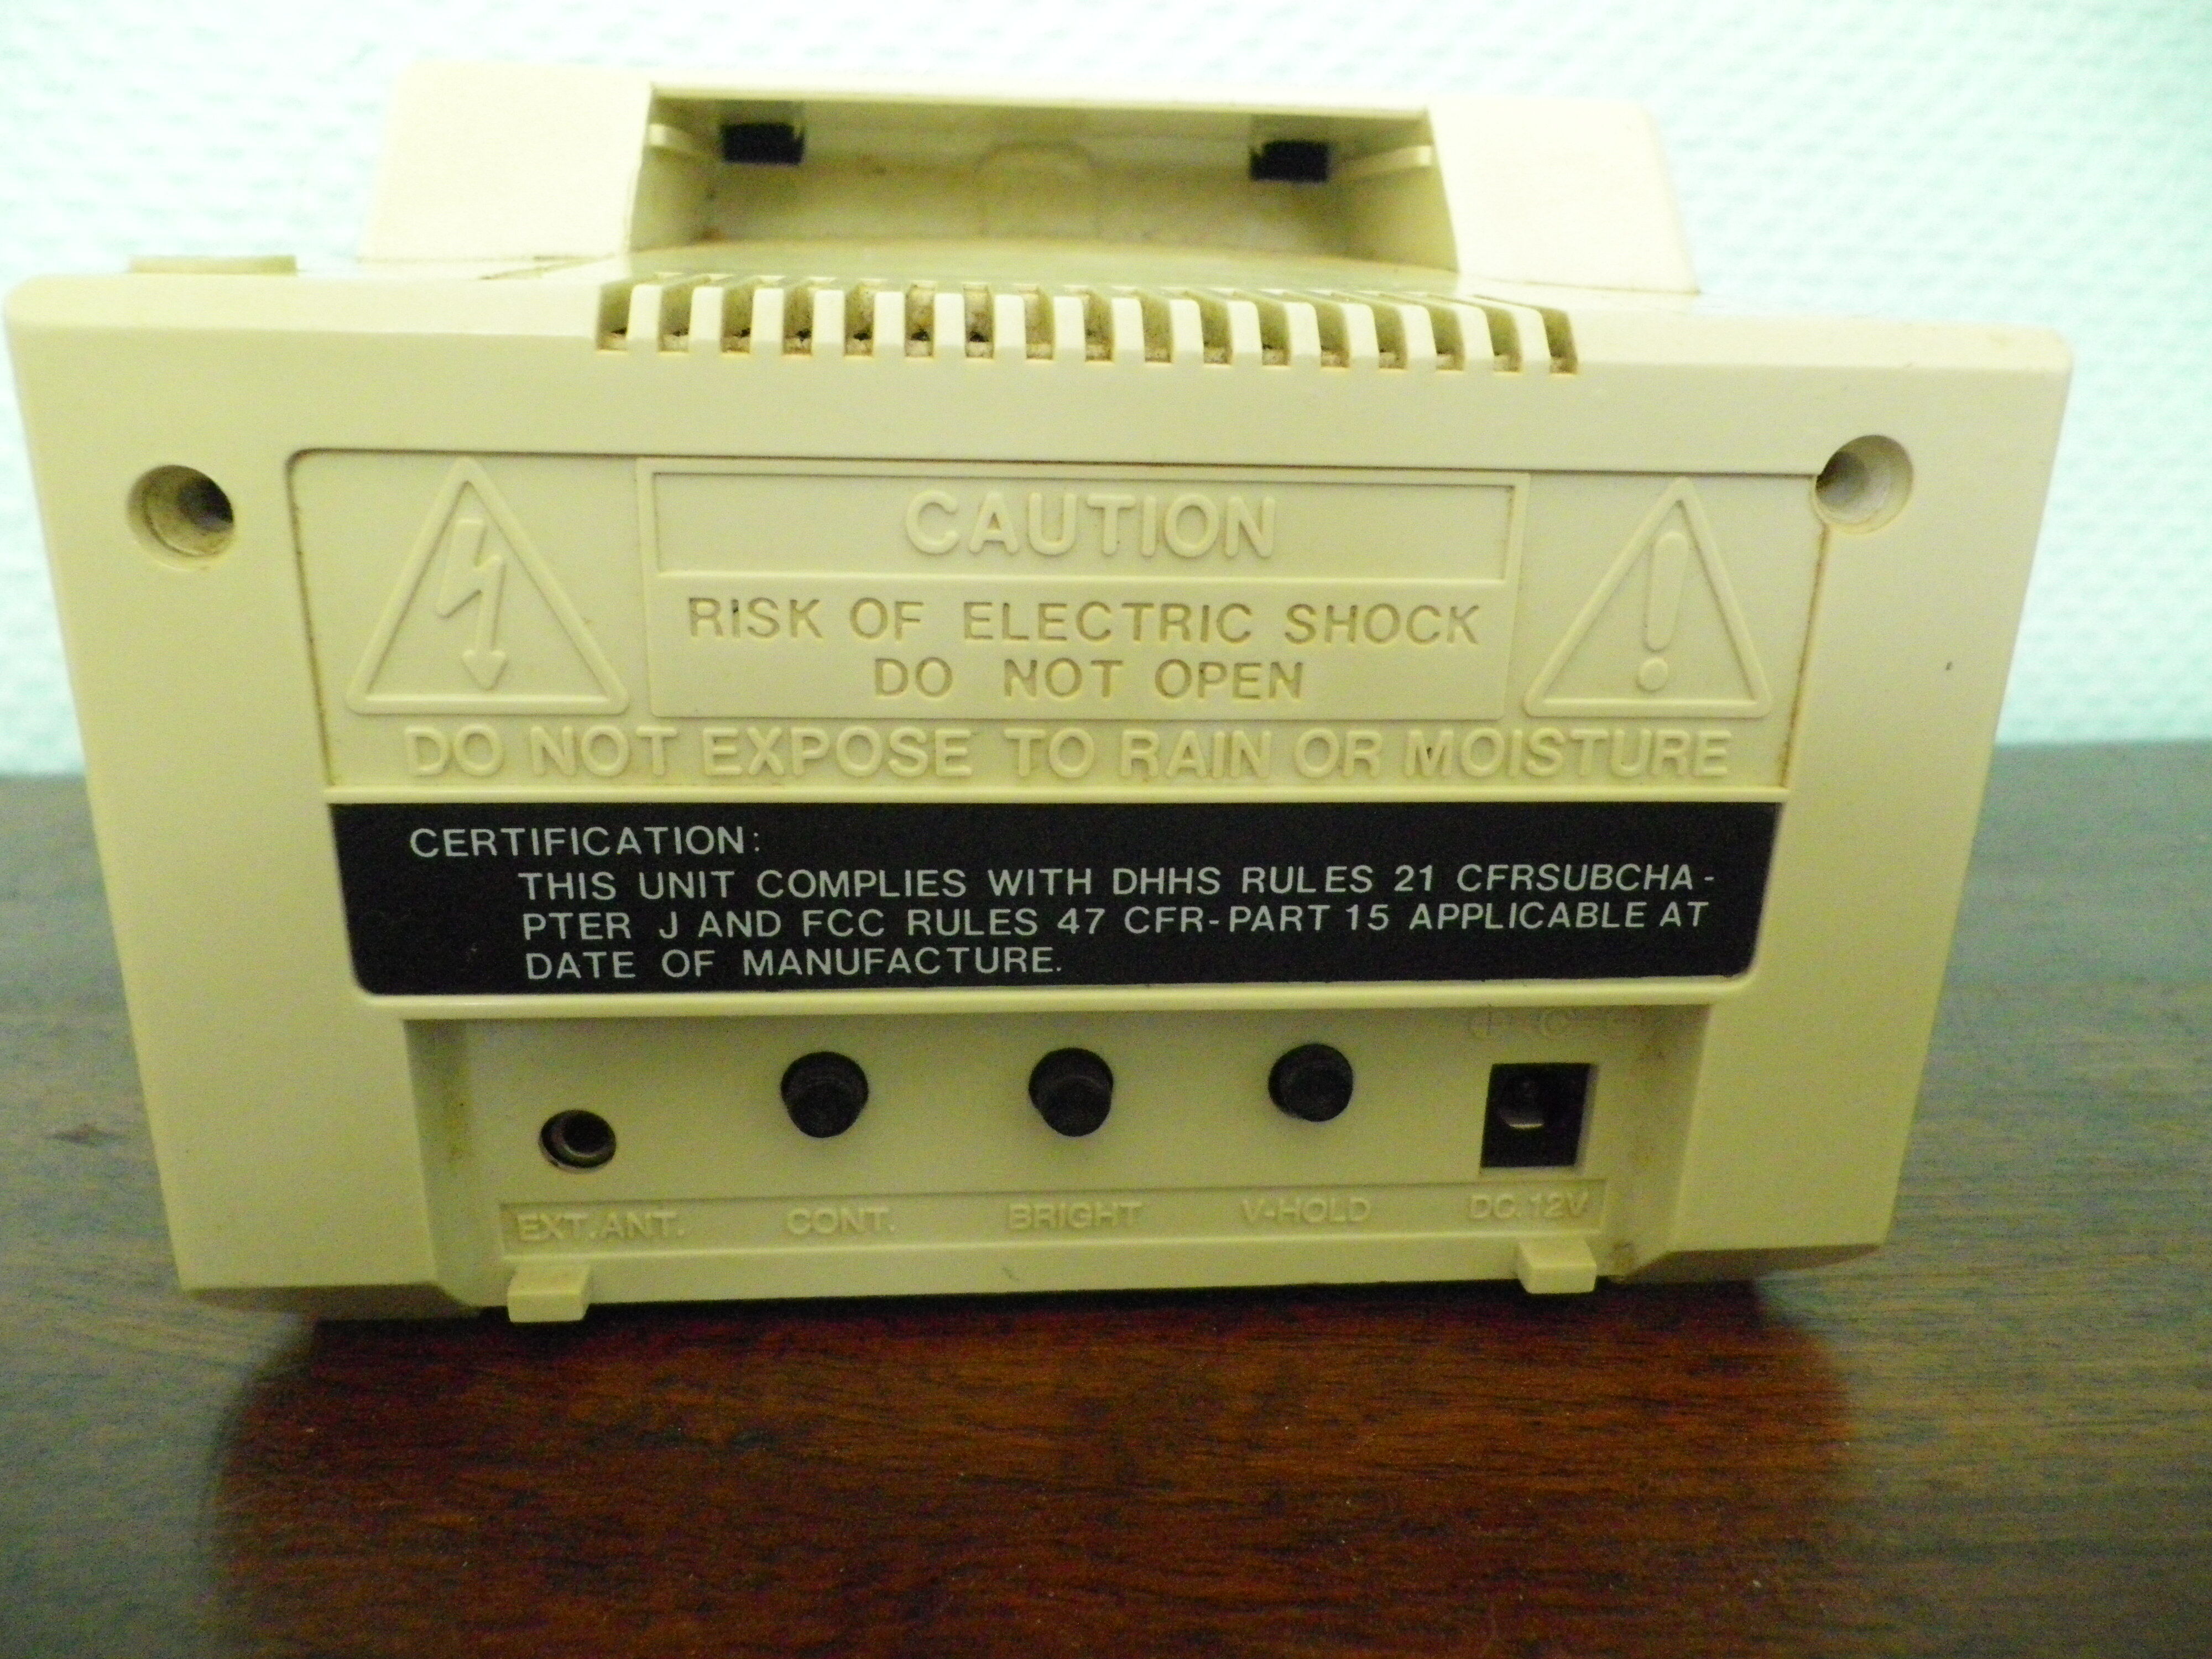 CAUTION
RISK OF ELECTRIC SHOCK
DO NOT OPEN
DO NOT EXPOSE TO RAIN OR MOISTURE
CERTIFICATION:
THIS UNIT COMPLIES WITH DHHS RULES 21 CFRSUBCHA-
PTER J AND FCC RULES 47 CFR-PART 15 APPLICABLE AT
DATE OF MANUFACTURE.
EXT.ANT. CONT. BRIGHT V-HOLD DC.12V